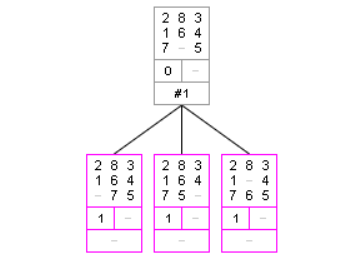 2 8 3
1 6 4
7 - 5
0 -
#1
2 8 3 2 8 3 2 8 3
1 6 4 1 6 4 1 - 4
- 7 5 7 5 - 7 6 5
1 - 1 - 1 -
- - -